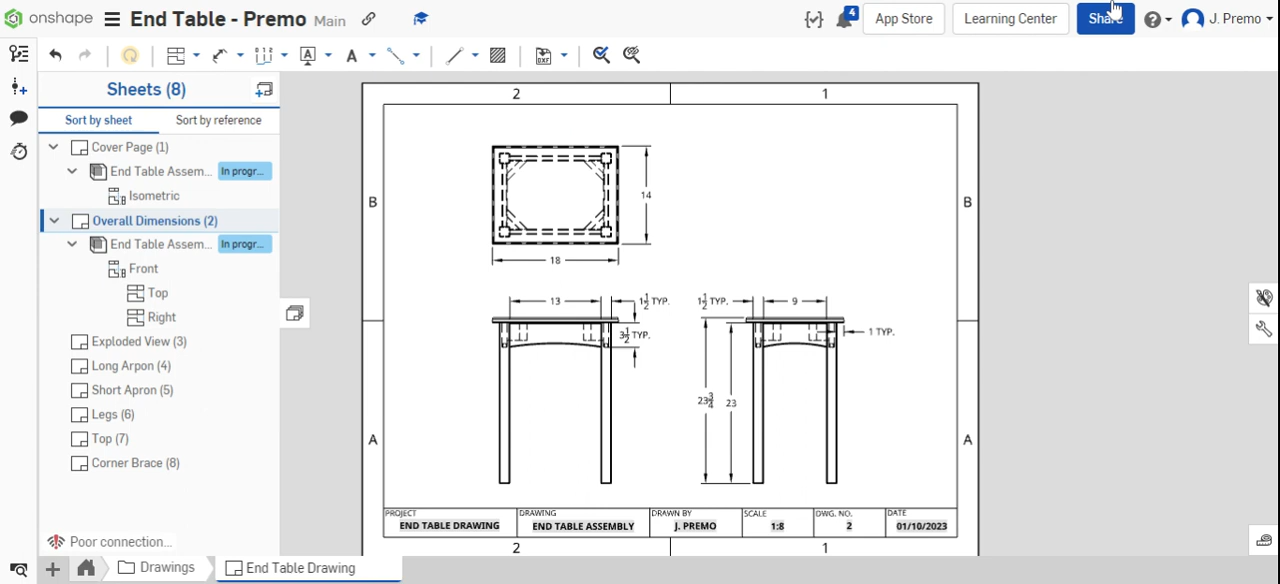 onshape End Table - Premo Main 4 App Store Learning Center Share J. Premo
Sheets (8)
Sort by sheet Sort by reference
Cover Page (1)
End Table Assem... In progr...
Isometric
Overall Dimensions (2)
End Table Assem... In progr...
Front
Top
Right
Exploded View (3)
Long Arpon (4)
Short Apron (5)
Legs (6)
Top (7)
Corner Brace (8)
Poor connection...
Drawings End Table Drawing
2 1
B B
14
18
13 1 1/2 TYP. 1 1/2 TYP. 9
3 1/2 TYP. 1 TYP.
23 3/4 23
A A
PROJECT DRAWING DRAWN BY SCALE DWG. NO. DATE
END TABLE DRAWING END TABLE ASSEMBLY J. PREMO 1:8 2 01/10/2023
2 1
DXF
A A